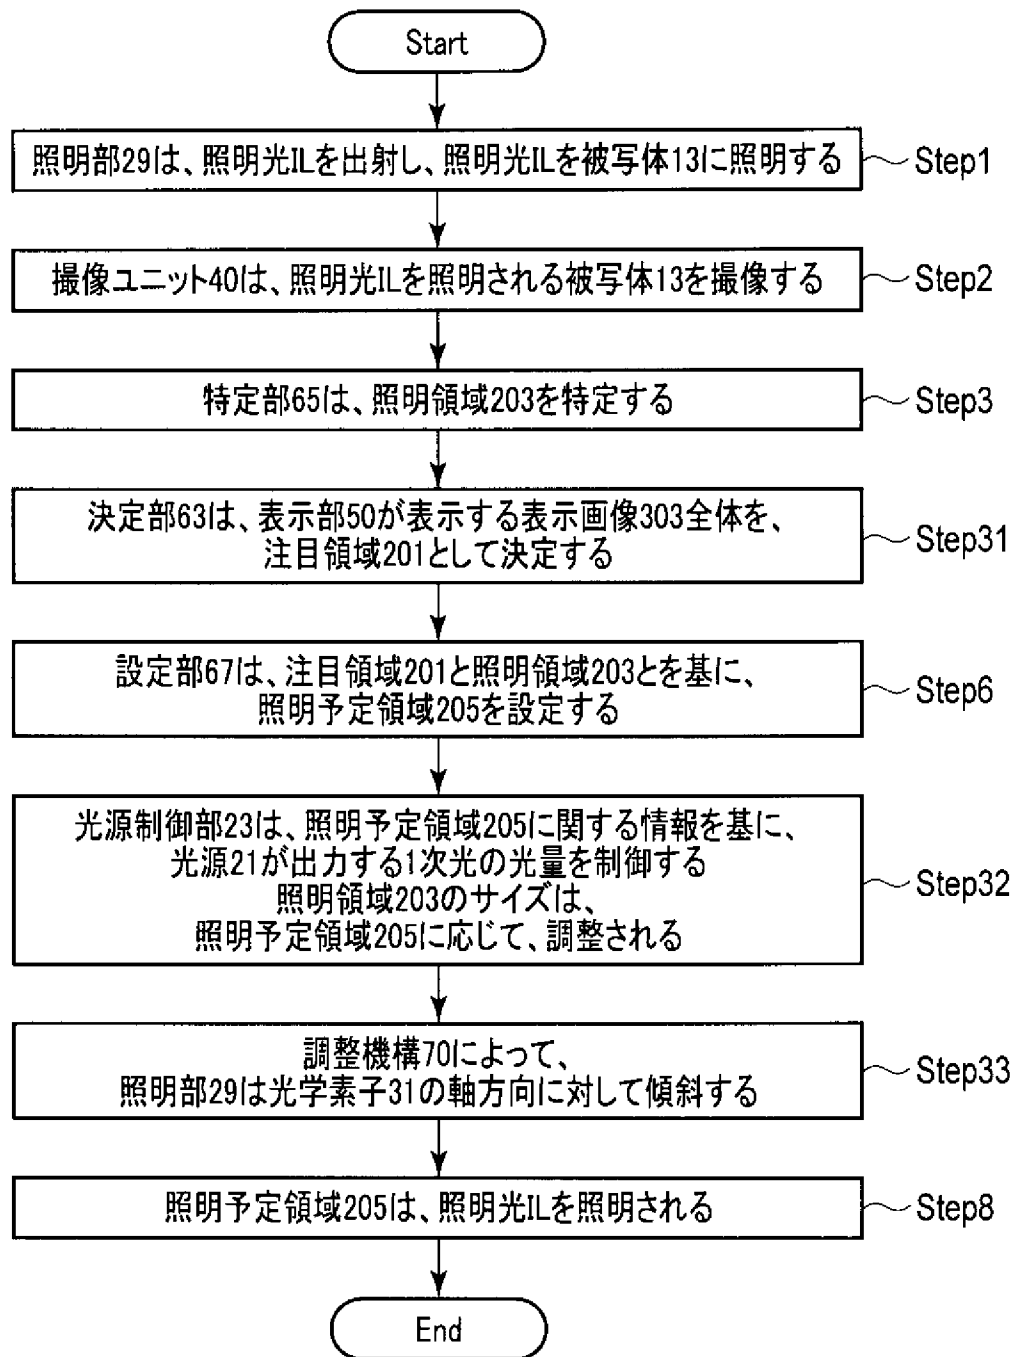 Start
照明部29は、照明光ILを出射し、照明光ILを被写体13に照明する
Step1
撮像ユニット40は、照明光ILを照明される被写体13を撮像する
Step2
特定部65は、照明領域203を特定する
Step3
決定部63は、表示部50が表示する表示画像303全体を、
注目領域201として決定する
Step31
設定部67は、注目領域201と照明領域203とを基に、
照明予定領域205を設定する
Step6
光源制御部23は、照明予定領域205に関する情報を基に、
光源21が出力する1次光の光量を制御する
照明領域203のサイズは、
照明予定領域205に応じて、調整される
Step32
調整機構70によって、
照明部29は光学素子31の軸方向に対して傾斜する
Step33
照明予定領域205は、照明光ILを照明される
Step8
End